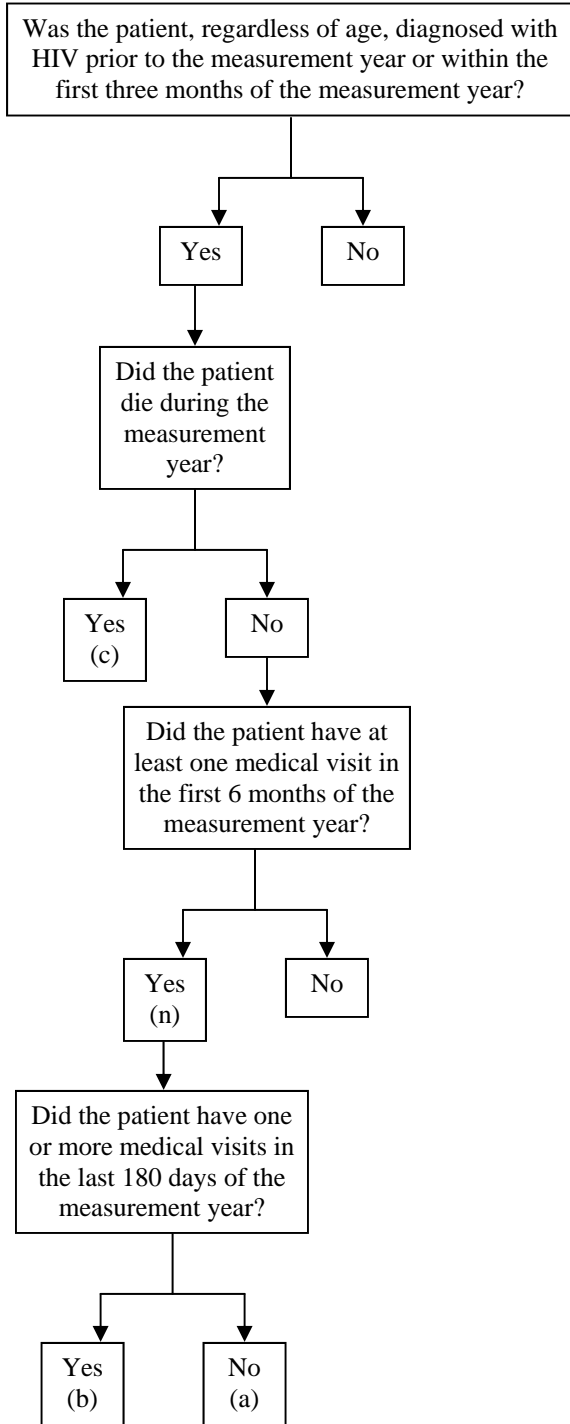 Was the patient, regardless of age, diagnosed with
HIV prior to the measurement year or within the
first three months of the measurement year?
Yes
No
Did the patient
die during the
measurement
year?
Yes
(c)
No
Did the patient have at
least one medical visit in
the first 6 months of the
measurement year?
Yes
(n)
No
Did the patient have one
or more medical visits in
the last 180 days of the
measurement year?
Yes
(b)
No
(a)